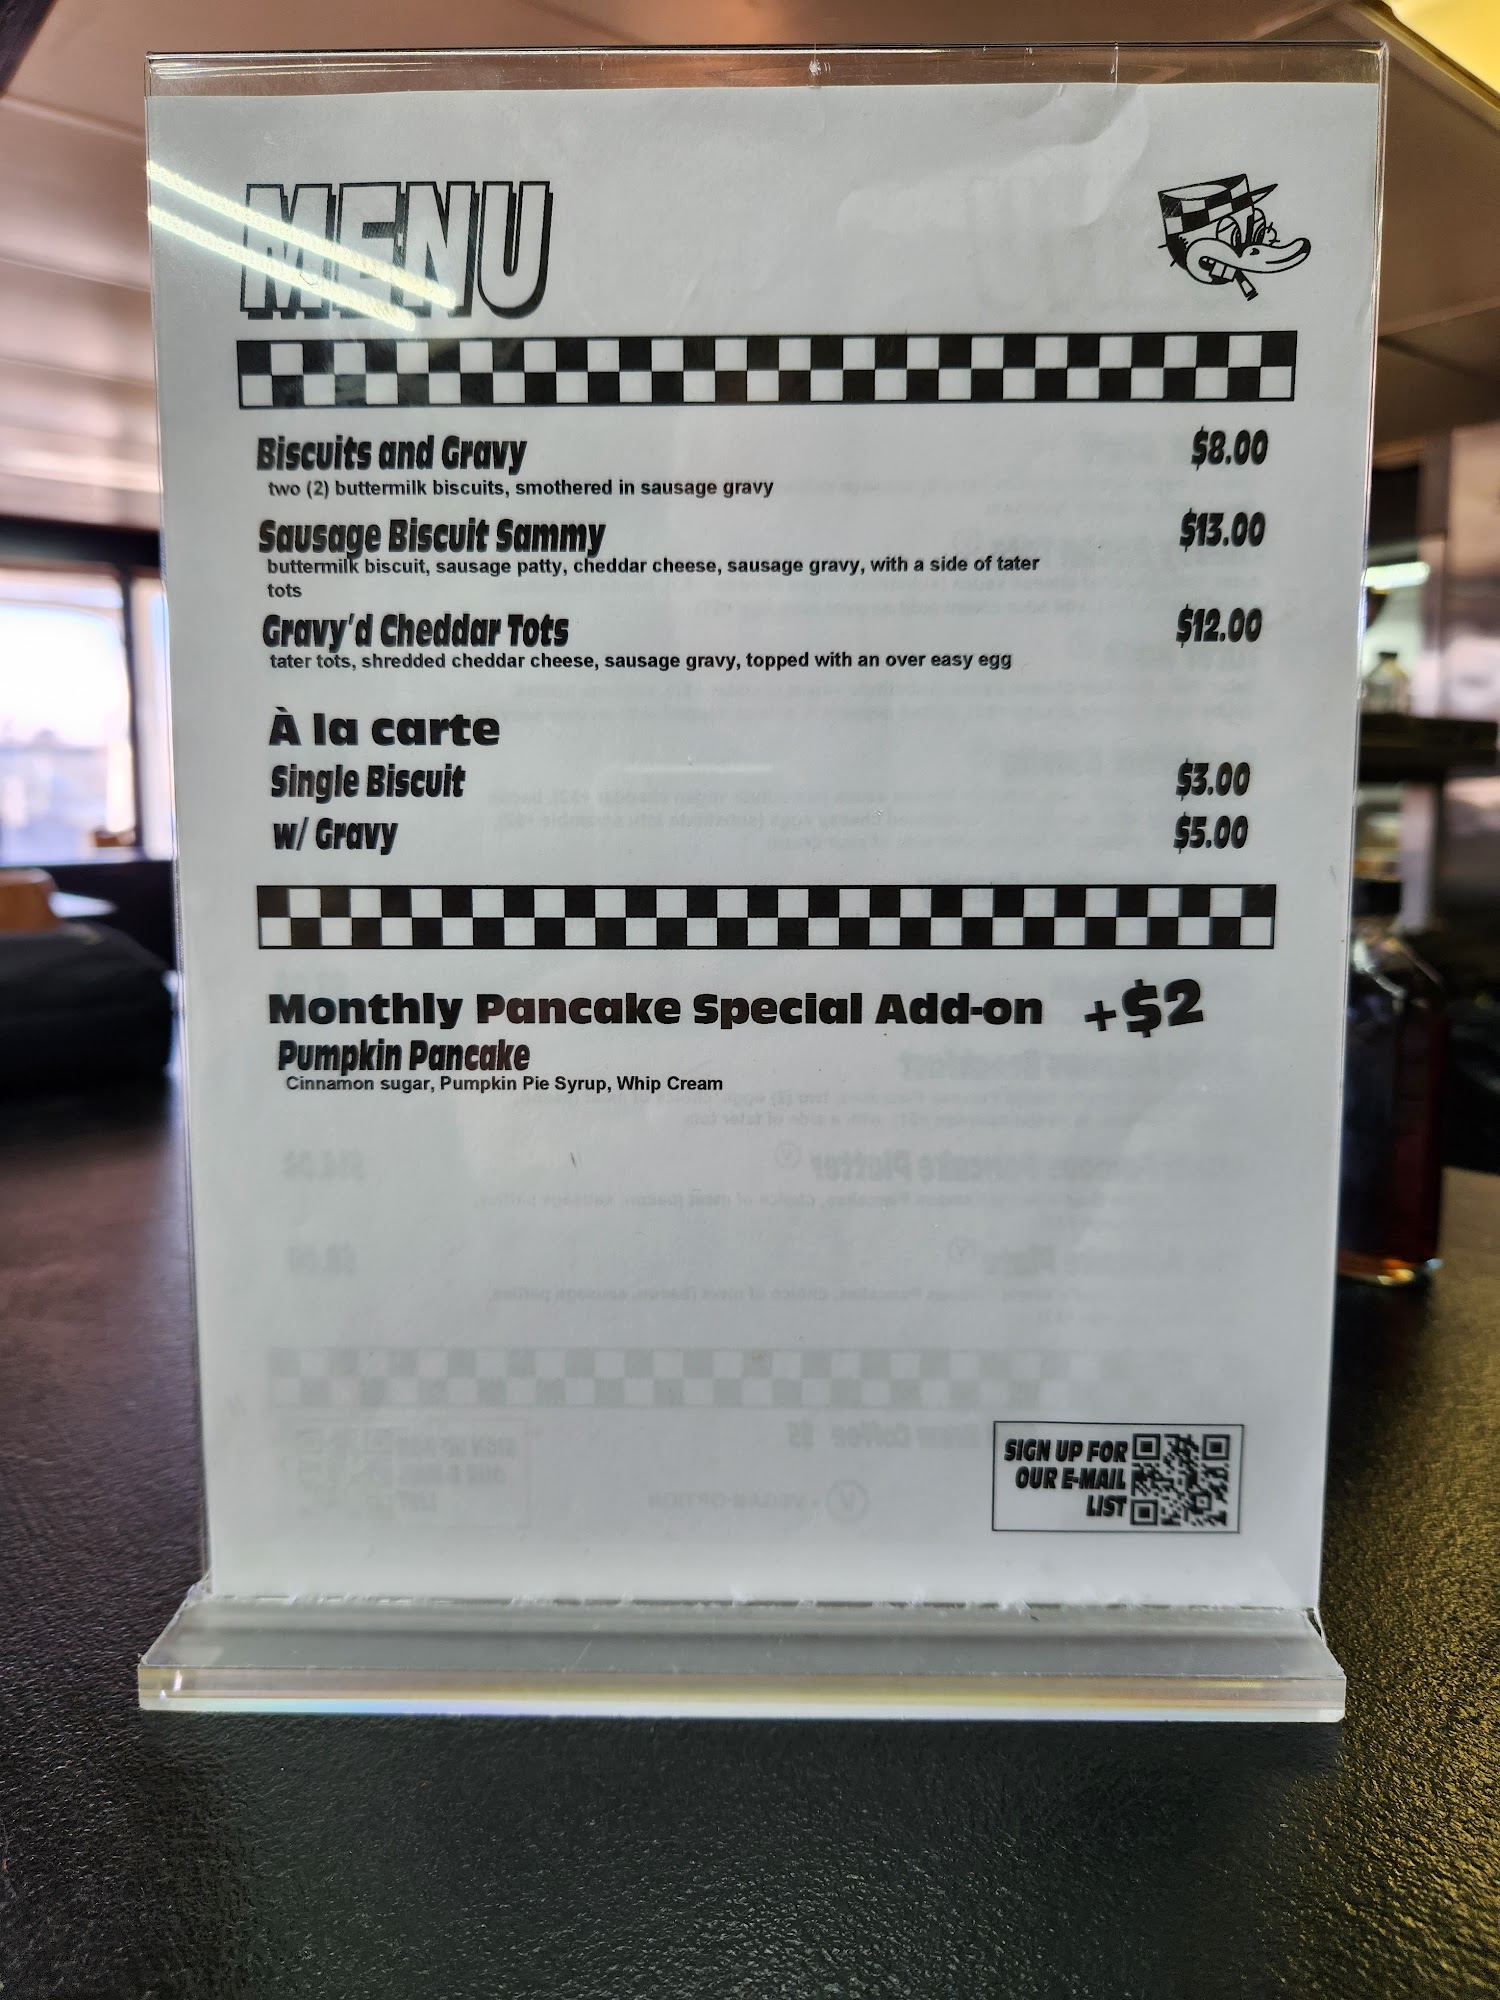 MENU
Biscuits and Gravy $8.00
two (2) buttermilk biscuits, smothered in sausage gravy
Sausage Biscuit Sammy $13.00
buttermilk biscuit, sausage patty, cheddar cheese, sausage gravy, with a side of tater
tots
Gravy'd Cheddar Tots $12.00
tater tots, shredded cheddar cheese, sausage gravy, topped with an over easy egg
À la carte
Single Biscuit $3.00
w/ Gravy $5.00
Monthly Pancake Special Add-on +$2
Pumpkin Pancake
Cinnamon sugar, Pumpkin Pie Syrup, Whip Cream
SIGN UP FOR
OUR E-MAIL
LIST